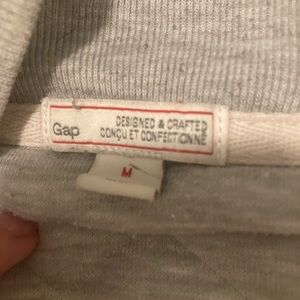 Gap
DESIGNED & CRAFTED
CONÇU ET CONFECTIONNÉ
M